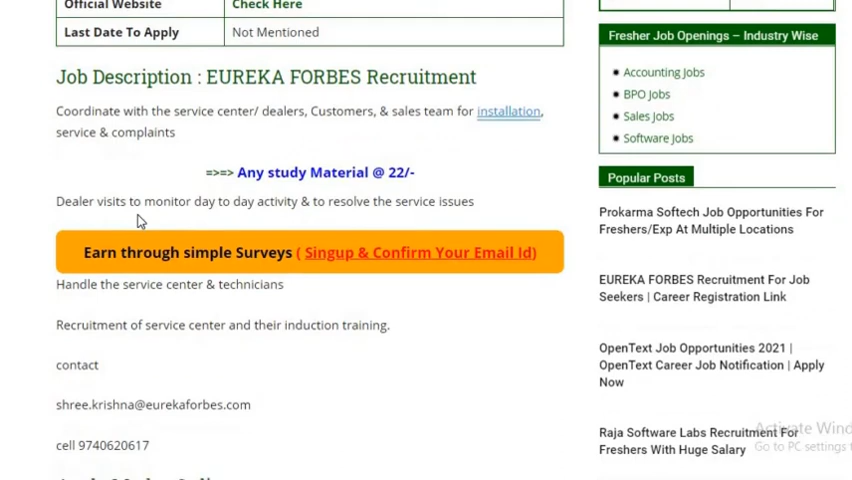 Official Website
Check Here
Last Date To Apply
Not Mentioned
Job Description : EUREKA FORBES Recruitment
Coordinate with the service center/ dealers, Customers, & sales team for installation,
service & complaints
=>=> Any study Material @ 22/-
Dealer visits to monitor day to day activity & to resolve the service issues
Earn through simple Surveys ( Singup & Confirm Your Email Id)
Handle the service center & technicians
Recruitment of service center and their induction training.
contact
shree.krishna@eurekaforbes.com
cell 9740620617
Fresher Job Openings – Industry Wise
Accounting Jobs
BPO Jobs
Sales Jobs
Software Jobs
Popular Posts
Prokarma Softech Job Opportunities For
Freshers/Exp At Multiple Locations
EUREKA FORBES Recruitment For Job
Seekers | Career Registration Link
OpenText Job Opportunities 2021 |
OpenText Career Job Notification | Apply
Now
Raja Software Labs Recruitment For
Freshers With Huge Salary
Activate Wind
Go to PC settings